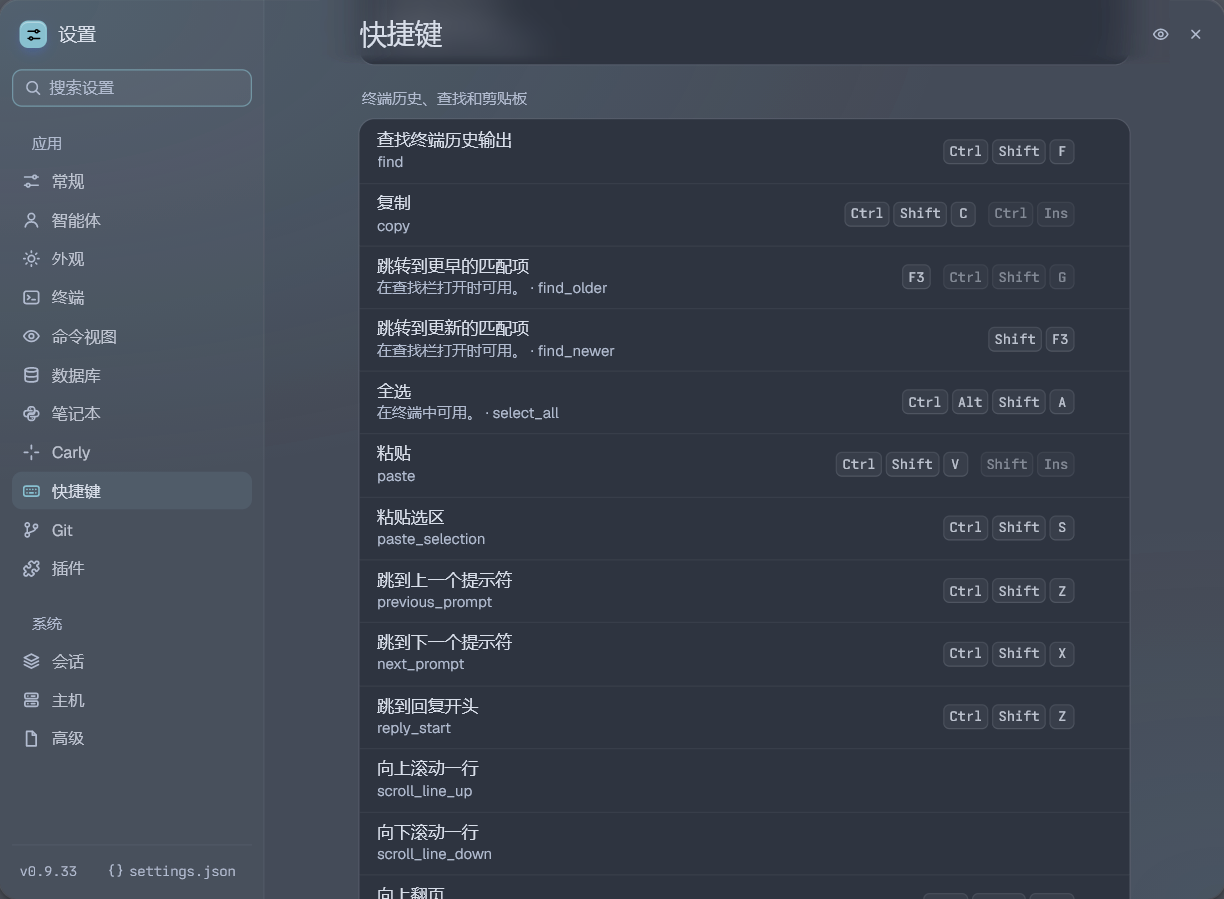 设置
搜索设置
应用
常规
智能体
外观
终端
命令视图
数据库
笔记本
Carly
快捷键
Git
插件
系统
会话
主机
高级
v0.9.33 {} settings.json
快捷键
终端历史、查找和剪贴板
查找终端历史输出
find
Ctrl Shift F
复制
copy
Ctrl Shift C Ctrl Ins
跳转到更早的匹配项
在查找栏打开时可用。 · find_older
F3 Ctrl Shift G
跳转到更新的匹配项
在查找栏打开时可用。 · find_newer
Shift F3
全选
在终端中可用。 · select_all
Ctrl Alt Shift A
粘贴
paste
Ctrl Shift V Shift Ins
粘贴选区
paste_selection
Ctrl Shift S
跳到上一个提示符
previous_prompt
Ctrl Shift Z
跳到下一个提示符
next_prompt
Ctrl Shift X
跳到回复开头
reply_start
Ctrl Shift Z
向上滚动一行
scroll_line_up
向下滚动一行
scroll_line_down
向上翻页